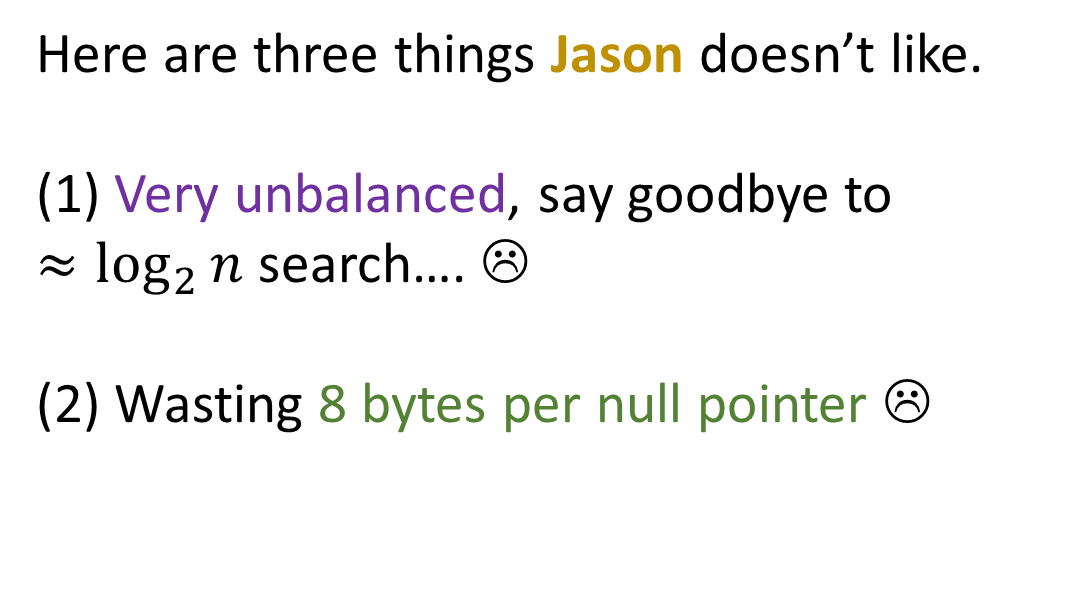 Here are three things Jason doesn’t like.
(1) Very unbalanced, say goodbye to
≈ log₂ n search…. ☹
(2) Wasting 8 bytes per null pointer ☹